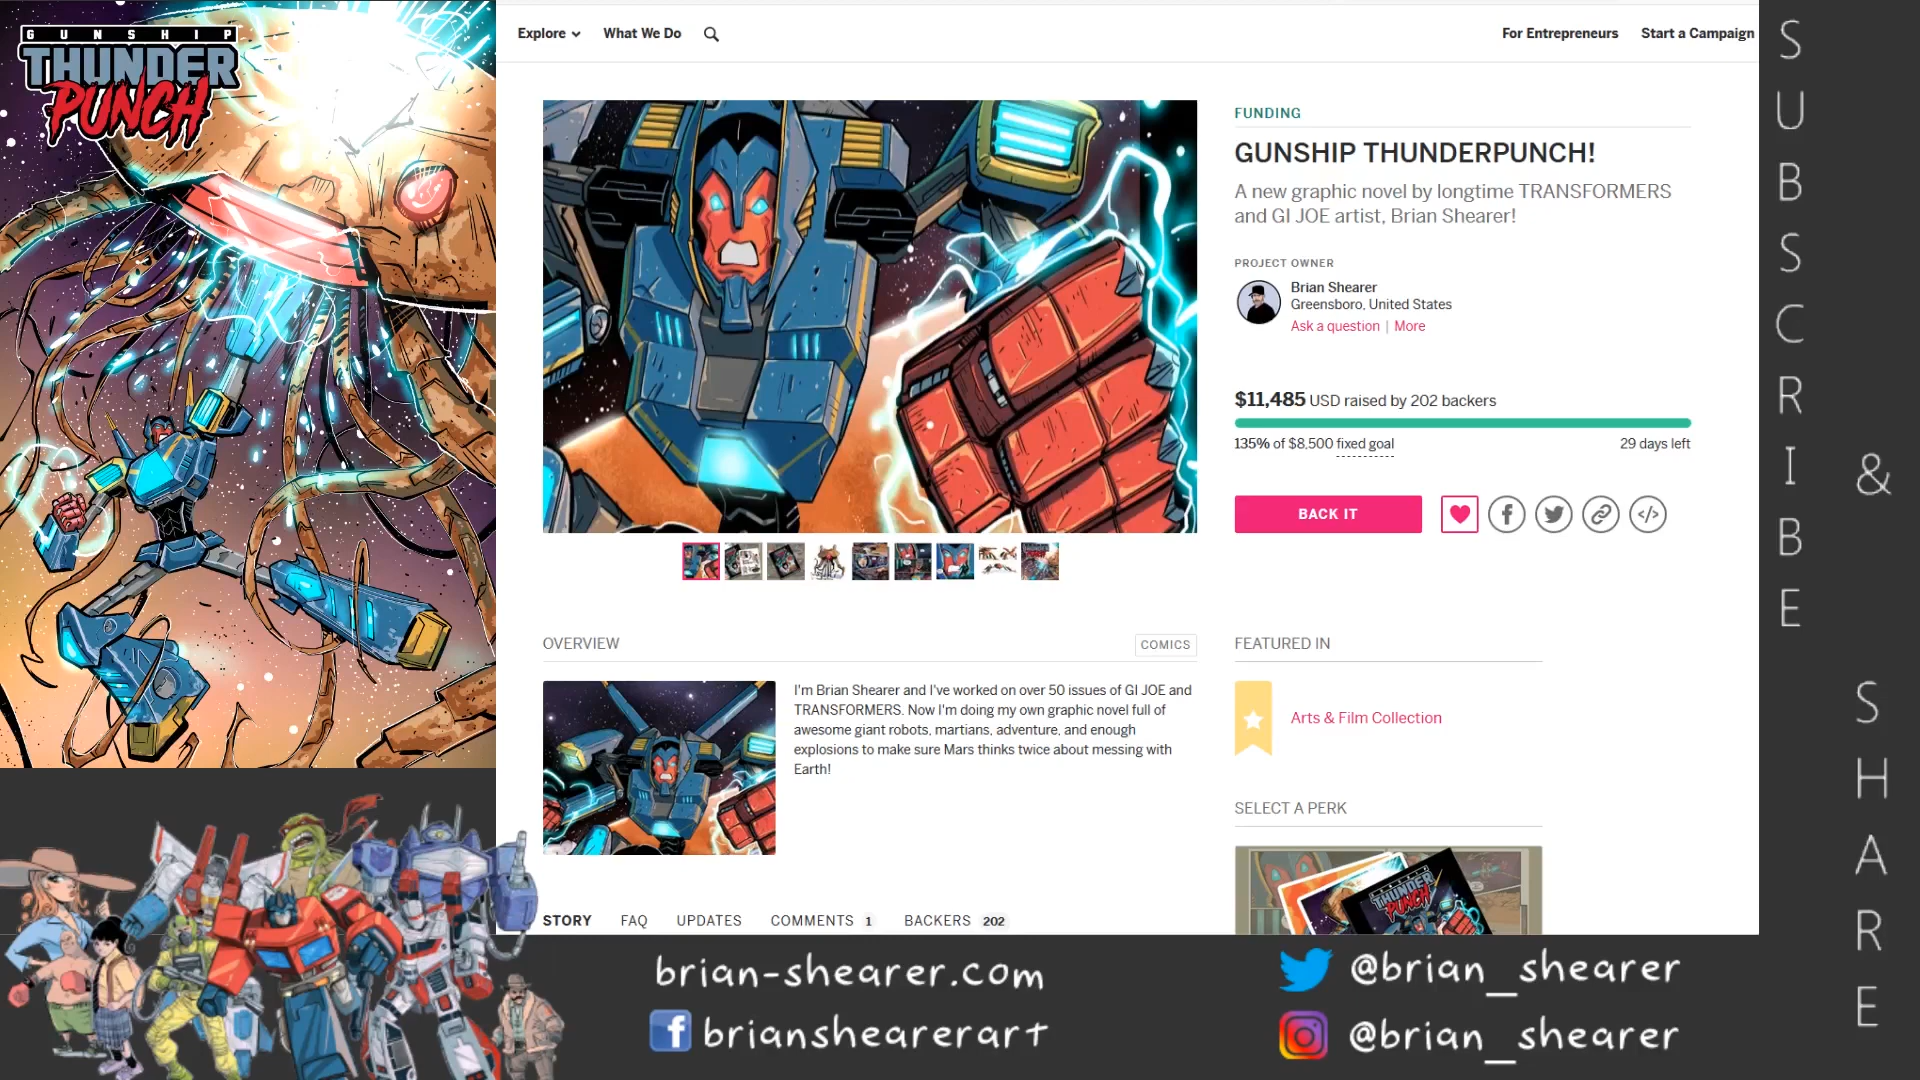 GUNSHIP
THUNDER
PUNCH
Explore
What We Do
For Entrepreneurs
Start a Campaign
FUNDING
GUNSHIP THUNDERPUNCH!
A new graphic novel by longtime TRANSFORMERS
and GI JOE artist, Brian Shearer!
PROJECT OWNER
Brian Shearer
Greensboro, United States
Ask a question | More
$11,485 USD raised by 202 backers
135% of $8,500 fixed goal
29 days left
BACK IT
OVERVIEW
COMICS
I'm Brian Shearer and I've worked on over 50 issues of GI JOE and
TRANSFORMERS. Now I'm doing my own graphic novel full of
awesome giant robots, martians, adventure, and enough
explosions to make sure Mars thinks twice about messing with
Earth!
FEATURED IN
Arts & Film Collection
SELECT A PERK
THUNDER
PUNCH
STORY
FAQ
UPDATES
COMMENTS 1
BACKERS 202
brian-shearer.com
brianshearerart
@brian_shearer
@brian_shearer
SUBSCRIBE
&
SHARE